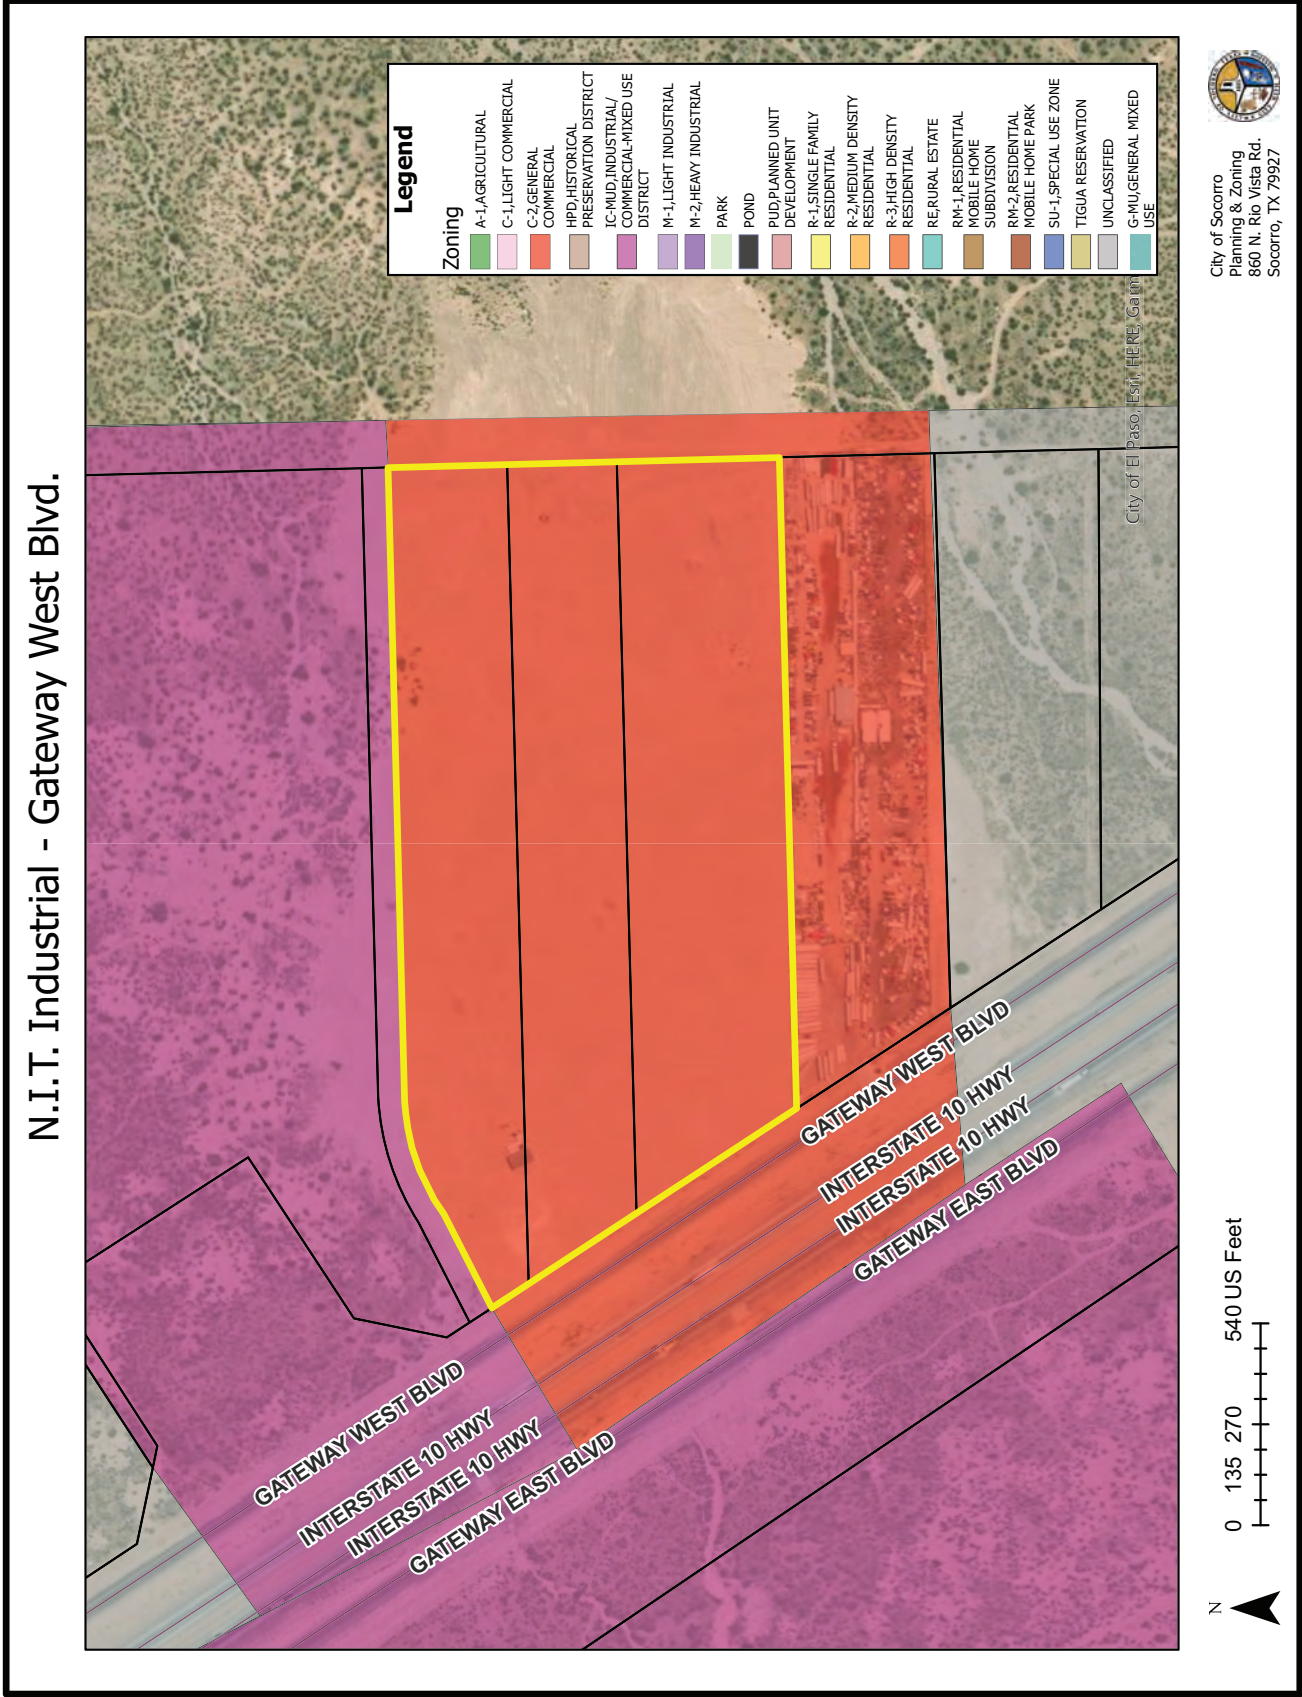 N.I.T. Industrial - Gateway West Blvd.
Legend
Zoning
A-1,AGRICULTURAL
C-1,LIGHT COMMERCIAL
C-2,GENERAL
COMMERCIAL
HPD,HISTORICAL
PRESERVATION DISTRICT
IC-MUD,INDUSTRIAL/
COMMERCIAL-MIXED USE
DISTRICT
M-1,LIGHT INDUSTRIAL
M-2,HEAVY INDUSTRIAL
PARK
POND
PUD,PLANNED UNIT
DEVELOPMENT
R-1,SINGLE FAMILY
RESIDENTIAL
R-2,MEDIUM DENSITY
RESIDENTIAL
R-3,HIGH DENSITY
RESIDENTIAL
RE,RURAL ESTATE
RM-1,RESIDENTIAL
MOBILE HOME
SUBDIVISION
RM-2,RESIDENTIAL
MOBILE HOME PARK
SU-1,SPECIAL USE ZONE
TIGUA RESERVATION
UNCLASSIFIED
G-MU,GENERAL MIXED
USE
GATEWAY WEST BLVD
INTERSTATE 10 HWY
INTERSTATE 10 HWY
GATEWAY EAST BLVD
GATEWAY WEST BLVD
INTERSTATE 10 HWY
INTERSTATE 10 HWY
GATEWAY EAST BLVD
City of El Paso, Esri, HERE, Garm
N
0 135 270 540 US Feet
City of Socorro
Planning & Zoning
860 N. Rio Vista Rd.
Socorro, TX 79927